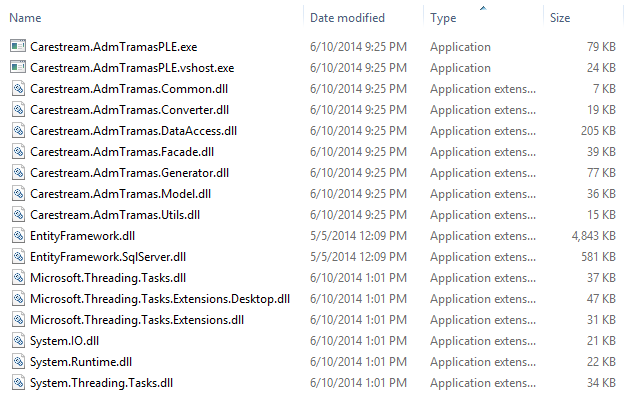 Name Date modified Type Size
Carestream.AdmTramasPLE.exe 6/10/2014 9:25 PM Application 79 KB
Carestream.AdmTramasPLE.vshost.exe 6/10/2014 9:25 PM Application 24 KB
Carestream.AdmTramas.Common.dll 6/10/2014 9:25 PM Application extens... 7 KB
Carestream.AdmTramas.Converter.dll 6/10/2014 9:25 PM Application extens... 19 KB
Carestream.AdmTramas.DataAccess.dll 6/10/2014 9:25 PM Application extens... 205 KB
Carestream.AdmTramas.Facade.dll 6/10/2014 9:25 PM Application extens... 39 KB
Carestream.AdmTramas.Generator.dll 6/10/2014 9:25 PM Application extens... 77 KB
Carestream.AdmTramas.Model.dll 6/10/2014 9:25 PM Application extens... 36 KB
Carestream.AdmTramas.Utils.dll 6/10/2014 9:25 PM Application extens... 15 KB
EntityFramework.dll 5/5/2014 12:09 PM Application extens... 4,843 KB
EntityFramework.SqlServer.dll 5/5/2014 12:09 PM Application extens... 581 KB
Microsoft.Threading.Tasks.dll 6/10/2014 1:01 PM Application extens... 37 KB
Microsoft.Threading.Tasks.Extensions.Desktop.dll 6/10/2014 1:01 PM Application extens... 47 KB
Microsoft.Threading.Tasks.Extensions.dll 6/10/2014 1:01 PM Application extens... 31 KB
System.IO.dll 6/10/2014 1:01 PM Application extens... 21 KB
System.Runtime.dll 6/10/2014 1:01 PM Application extens... 22 KB
System.Threading.Tasks.dll 6/10/2014 1:01 PM Application extens... 34 KB